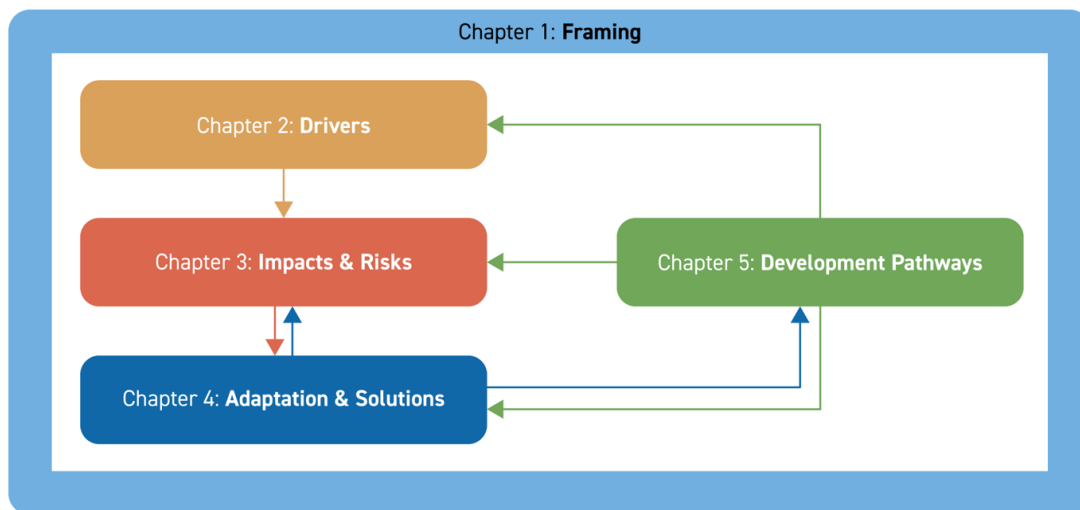 Chapter 1: Framing
Chapter 2: Drivers
Chapter 3: Impacts & Risks
Chapter 5: Development Pathways
Chapter 4: Adaptation & Solutions